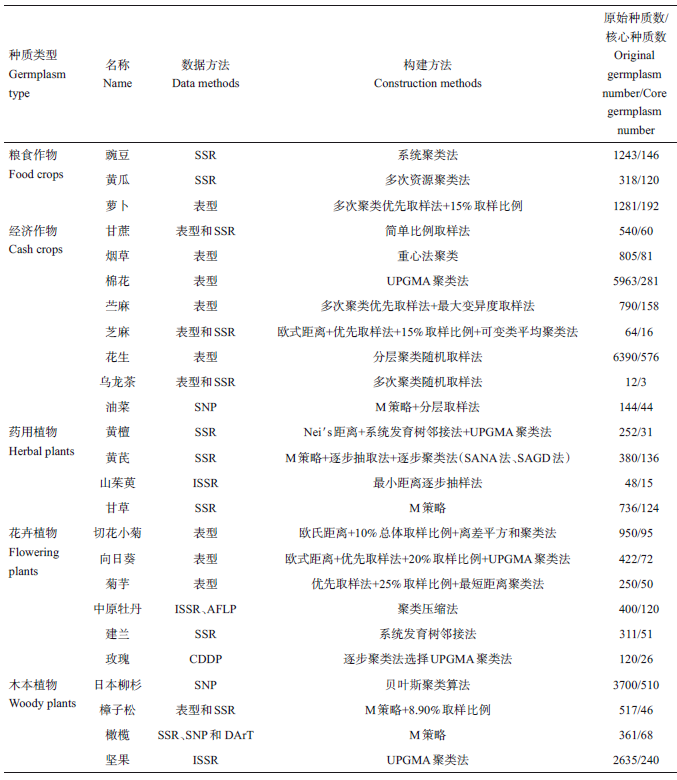 种质类型 Germplasm type 名称 Name 数据方法 Data methods 构建方法 Construction methods 原始种质数/核心种质数 Original germplasm number/Core germplasm number
粮食作物 Food crops 豌豆 SSR 系统聚类法 1243/146
黄瓜 SSR 多次资源聚类法 318/120
萝卜 表型 多次聚类优先取样法+15%取样比例 1281/192
经济作物 Cash crops 甘蔗 表型和SSR 简单比例取样法 540/60
烟草 表型 重心法聚类 805/81
棉花 表型 UPGMA聚类法 5963/281
苎麻 表型 多次聚类优先取样法+最大变异度取样法 790/158
芝麻 表型和SSR 欧式距离+优先取样法+15%取样比例+可变类平均聚类法 64/16
花生 表型 分层聚类随机取样法 6390/576
乌龙茶 表型和SSR 多次聚类随机取样法 12/3
油菜 SNP M策略+分层取样法 144/44
药用植物 Herbal plants 黄檀 SSR Nei's距离+系统发育树邻接法+UPGMA聚类法 252/31
黄芪 SSR M策略+逐步抽取法+逐步聚类法(SANA法、SAGD法) 380/136
山茱萸 ISSR 最小距离逐步抽样法 48/15
甘草 SSR M策略 736/124
花卉植物 Flowering plants 切花小菊 表型 欧氏距离+10%总体取样比例+离差平方和聚类法 950/95
向日葵 表型 欧式距离+优先取样法+20%取样比例+UPGMA聚类法 422/72
菊芋 表型 优先取样法+25%取样比例+最短距离聚类法 250/50
中原牡丹 ISSR、AFLP 聚类压缩法 400/120
建兰 SSR 系统发育树邻接法 311/51
玫瑰 CDDP 逐步聚类法选择UPGMA聚类法 120/26
木本植物 Woody plants 日本柳杉 SNP 贝叶斯聚类算法 3700/510
樟子松 表型和SSR M策略+8.90%取样比例 517/46
橄榄 SSR、SNP和DArT M策略 361/68
坚果 ISSR UPGMA聚类法 2635/240